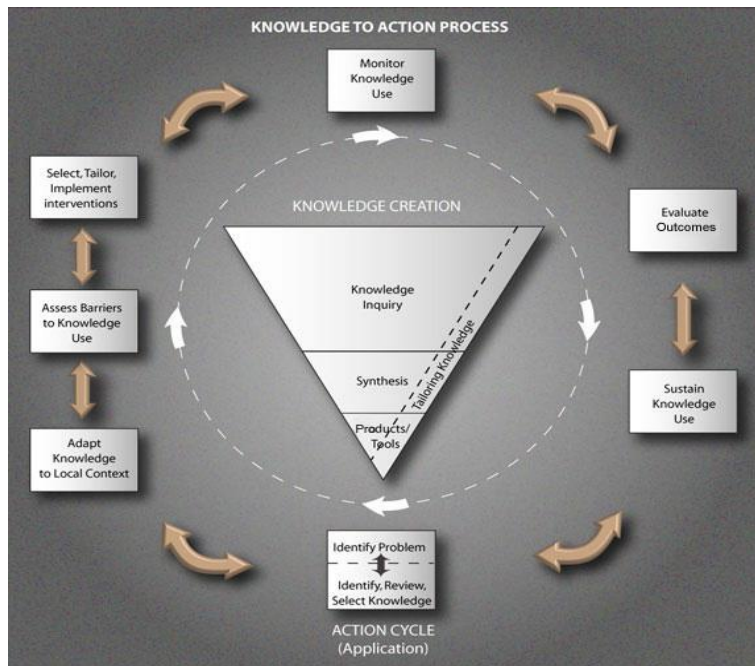 KNOWLEDGE TO ACTION PROCESS
Monitor
Knowledge
Use
Select, Tailor,
Implement
interventions
Evaluate
Outcomes
KNOWLEDGE CREATION
Knowledge
Inquiry
Tailoring Knowledge
Assess Barriers
to Knowledge
Use
Synthesis
Sustain
Knowledge
Use
Products/
Tools
Adapt
Knowledge
to Local Context
Identify Problem
Identify, Review,
Select Knowledge
ACTION CYCLE
(Application)